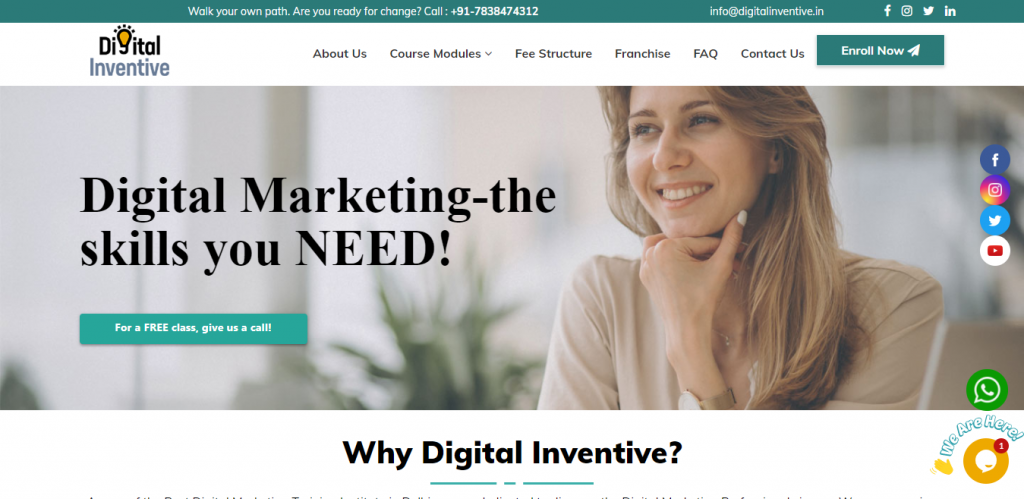 Walk your own path. Are you ready for change? Call : +91-7838474312
info@digitalinventive.in
Digital
Inventive
About Us
Course Modules
Fee Structure
Franchise
FAQ
Contact Us
Enroll Now
Digital Marketing-the
skills you NEED!
For a FREE class, give us a call!
We Are Here!
1
Why Digital Inventive?